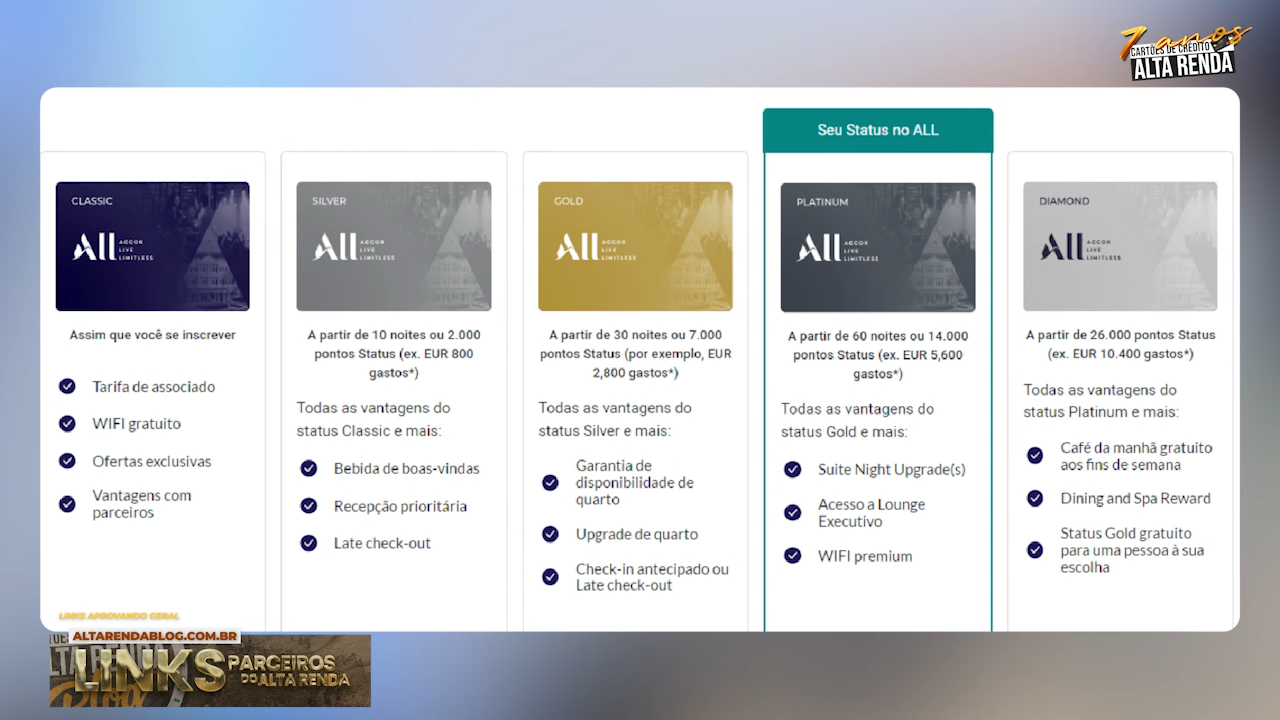 7 anos
CARTÕES DE CRÉDITO
ALTA RENDA
Seu Status no ALL
CLASSIC
All ACCOR
LIVE
LIMITLESS
Assim que você se inscrever
Tarifa de associado
WIFI gratuito
Ofertas exclusivas
Vantagens com
parceiros
SILVER
All ACCOR
LIVE
LIMITLESS
A partir de 10 noites ou 2.000
pontos Status (ex. EUR 800
gastos*)
Todas as vantagens do
status Classic e mais:
Bebida de boas-vindas
Recepção prioritária
Late check-out
GOLD
All ACCOR
LIVE
LIMITLESS
A partir de 30 noites ou 7.000
pontos Status (por exemplo, EUR
2,800 gastos*)
Todas as vantagens do
status Silver e mais:
Garantia de
disponibilidade de
quarto
Upgrade de quarto
Check-in antecipado ou
Late check-out
PLATINUM
All ACCOR
LIVE
LIMITLESS
A partir de 60 noites ou 14.000
pontos Status (ex. EUR 5,600
gastos*)
Todas as vantagens do
status Gold e mais:
Suite Night Upgrade(s)
Acesso a Lounge
Executivo
WIFI premium
DIAMOND
All ACCOR
LIVE
LIMITLESS
A partir de 26.000 pontos Status
(ex. EUR 10.400 gastos*)
Todas as vantagens do
status Platinum e mais:
Café da manhã gratuito
aos fins de semana
Dining and Spa Reward
Status Gold gratuito
para uma pessoa à sua
escolha
LINKS APROVANDO GERAL
ALTARENDABLOG.COM.BR
LINKS PARCEIROS
DO ALTA RENDA